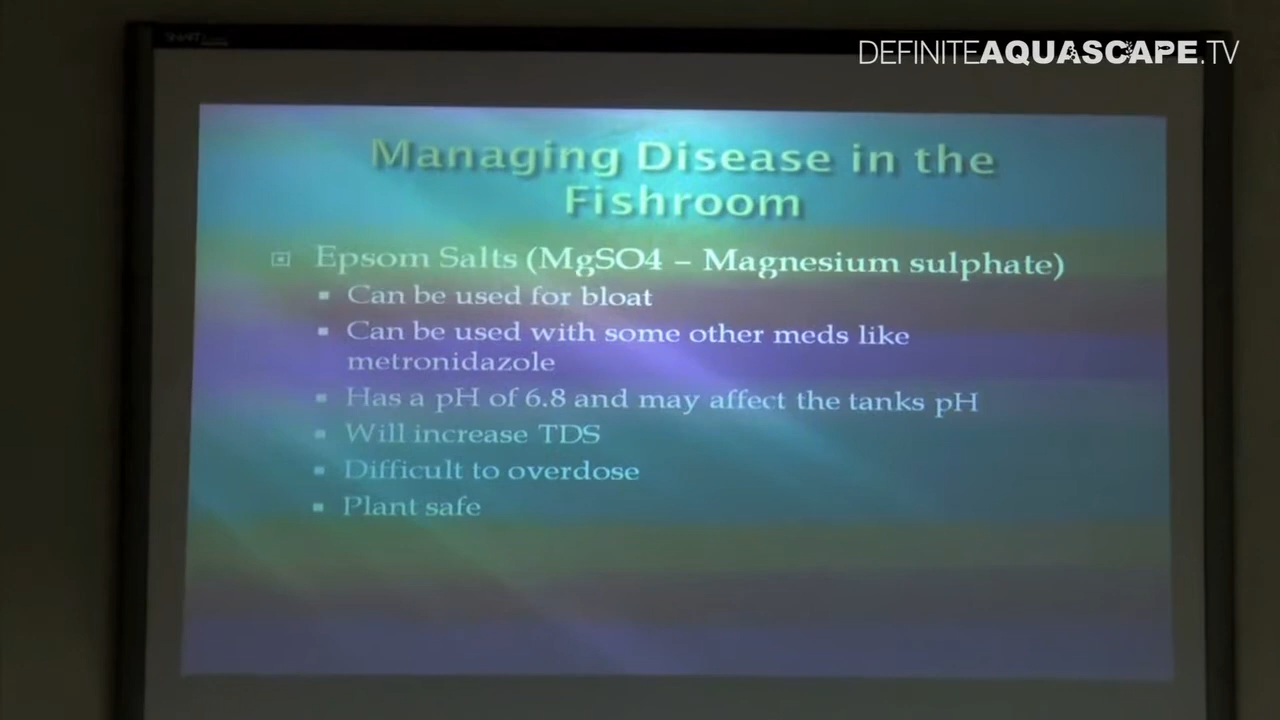 SMART
DEFINITEAQUASCAPE.TV
Managing Disease in the
Fishroom
Epsom Salts (MgSO4 – Magnesium sulphate)
Can be used for bloat
Can be used with some other meds like
metronidazole
Has a pH of 6.8 and may affect the tanks pH
Will increase TDS
Difficult to overdose
Plant safe